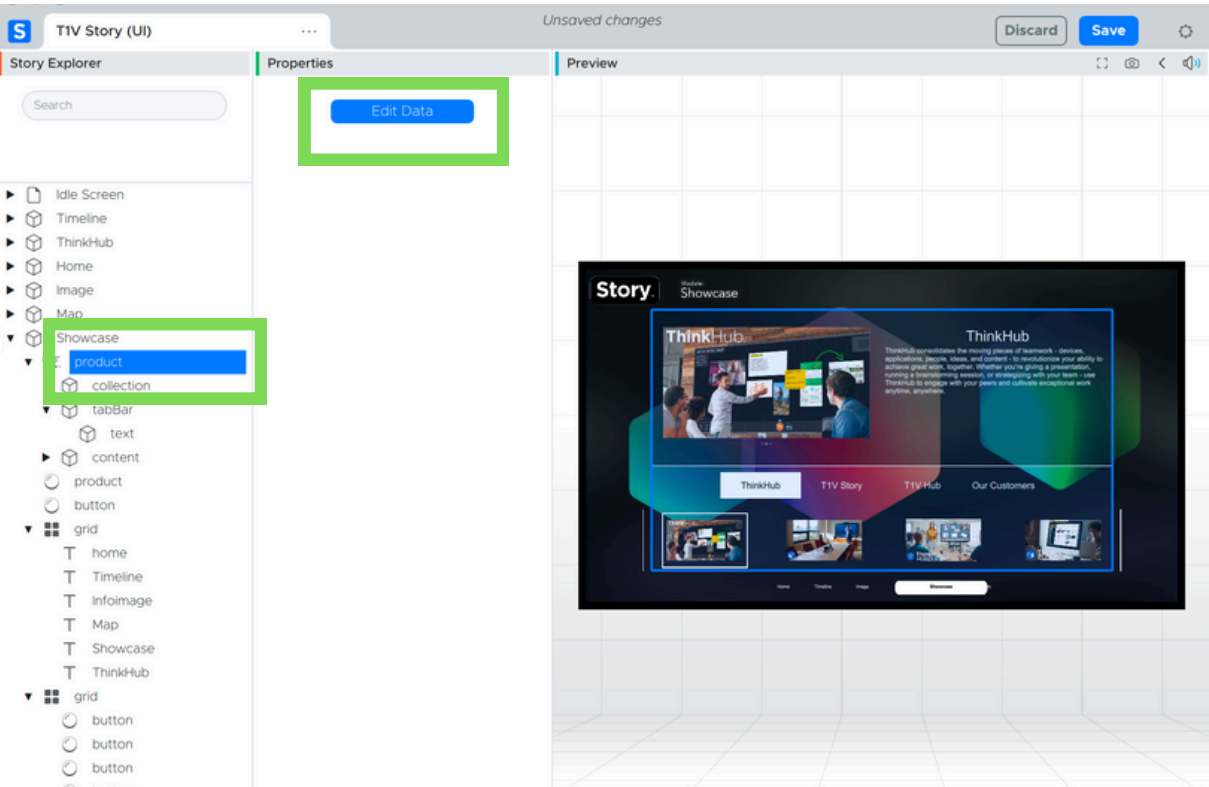 S
T1V Story (UI)
...
Unsaved changes
Discard
Save
Story Explorer
Properties
Preview
Search
Edit Data
Idle Screen
Timeline
ThinkHub
Home
Image
Map
Showcase
product
collection
tabBar
text
content
product
button
grid
home
Timeline
Infoimage
Map
Showcase
ThinkHub
grid
button
button
button
Story.
Module:
Showcase
ThinkHub
ThinkHub
ThinkHub consolidates the moving pieces of teamwork - devices,
applications, people, ideas, and content - to revolutionize your ability to
achieve great work, together. Whether you're giving a presentation,
running a brainstorming session, or strategizing with your team - use
ThinkHub to engage with your peers and cultivate exceptional work
anytime, anywhere.
ThinkHub
T1V Story
T1V Hub
Our Customers
Home
Timeline
Image
Showcase